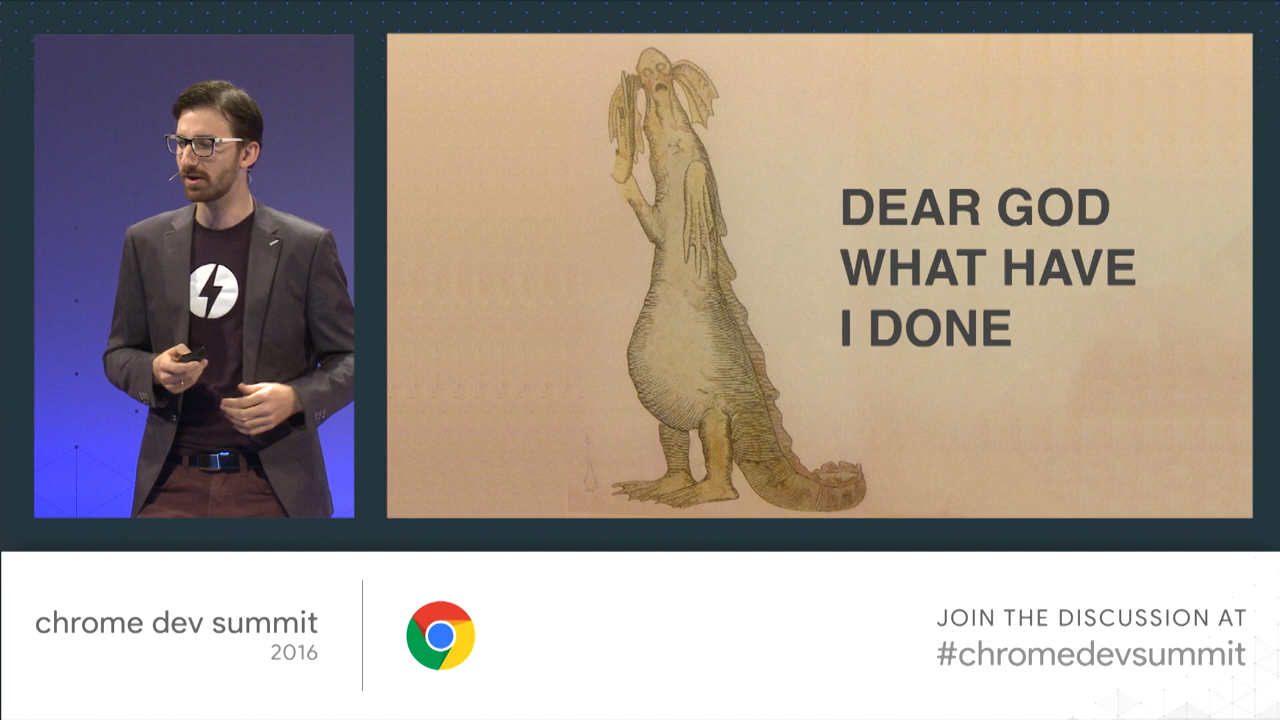 DEAR GOD
WHAT HAVE
I DONE
chrome dev summit
2016
JOIN THE DISCUSSION AT
#chromedevsummit